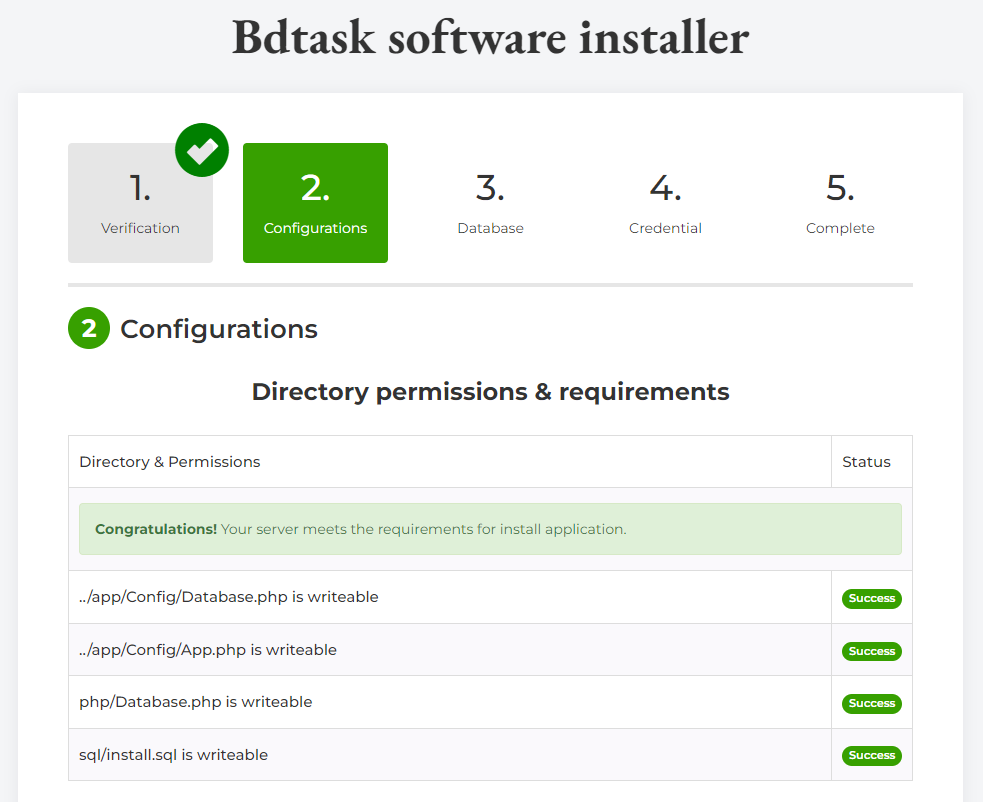 Bdtask software installer
1.
Verification
2.
Configurations
3.
Database
4.
Credential
5.
Complete
2 Configurations
Directory permissions & requirements
Directory & Permissions Status
Congratulations! Your server meets the requirements for install application.
../app/Config/Database.php is writeable Success
../app/Config/App.php is writeable Success
php/Database.php is writeable Success
sql/install.sql is writeable Success